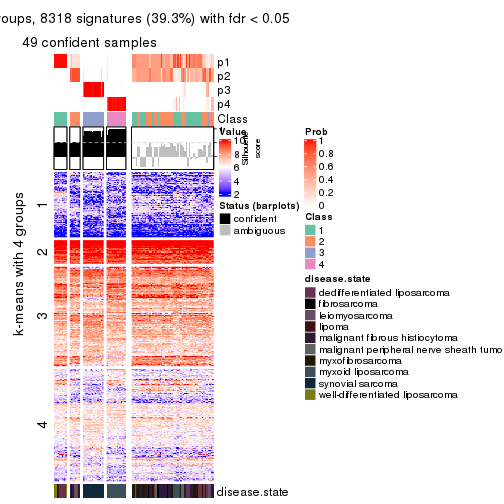 oups, 8318 signatures (39.3%) with fdr < 0.05
49 confident samples
p1
p2
p3
p4
Class
Silhouette
score
1
2
3
4
k-means with 4 groups
disease.state
Value
10
8
6
4
2
Status (barplots)
confident
ambiguous
Prob
1
0.8
0.6
0.4
0.2
0
Class
1
2
3
4
disease.state
dedifferentiated liposarcoma
fibrosarcoma
leiomyosarcoma
lipoma
malignant fibrous histiocytoma
malignant peripheral nerve sheath tumo
myxofibrosarcoma
myxoid liposarcoma
synovial sarcoma
well-differentiated liposarcoma